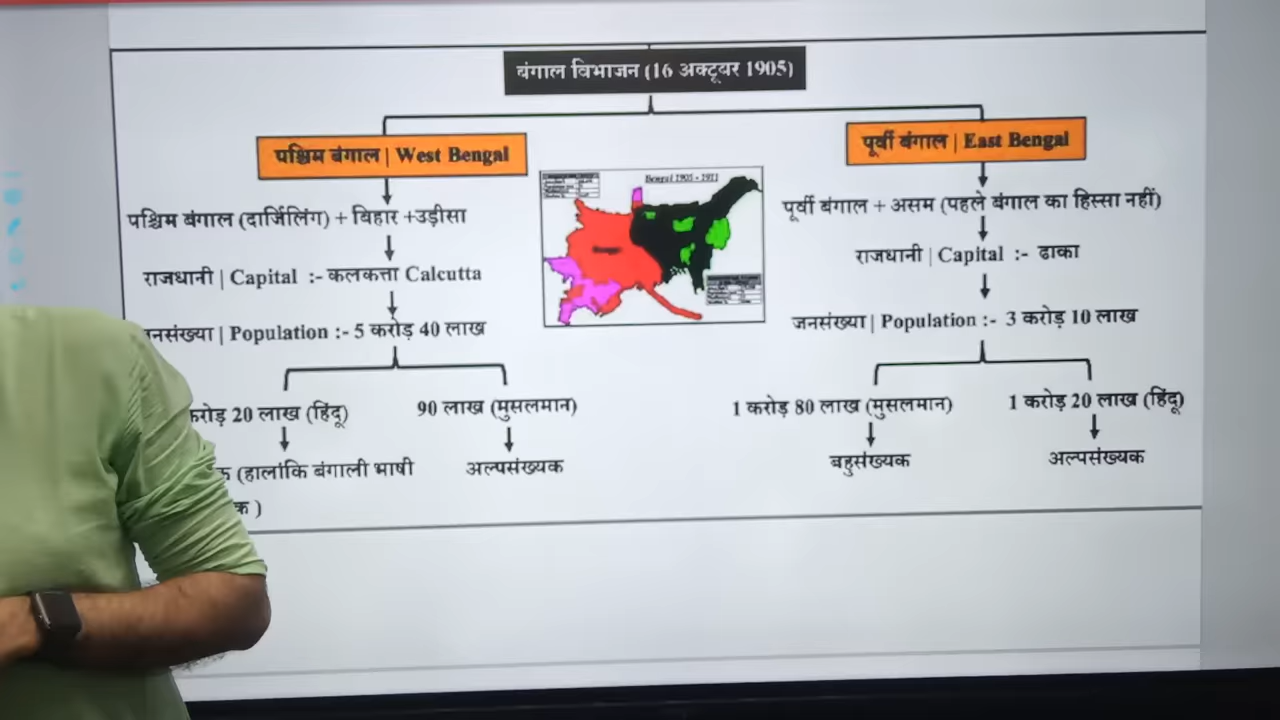 बंगाल विभाजन (16 अक्टूबर 1905)
पश्चिम बंगाल | West Bengal
पूर्वी बंगाल | East Bengal
Bengal 1905 - 1911
पश्चिम बंगाल (दार्जिलिंग) + बिहार +उड़ीसा
पूर्वी बंगाल + असम (पहले बंगाल का हिस्सा नहीं)
राजधानी | Capital :- कलकत्ता Calcutta
राजधानी | Capital :- ढाका
जनसंख्या | Population :- 5 करोड़ 40 लाख
जनसंख्या | Population :- 3 करोड़ 10 लाख
करोड़ 20 लाख (हिंदू)
90 लाख (मुसलमान)
1 करोड़ 80 लाख (मुसलमान)
1 करोड़ 20 लाख (हिंदू)
क (हालांकि बंगाली भाषी
अल्पसंख्यक
बहुसंख्यक
अल्पसंख्यक
क )